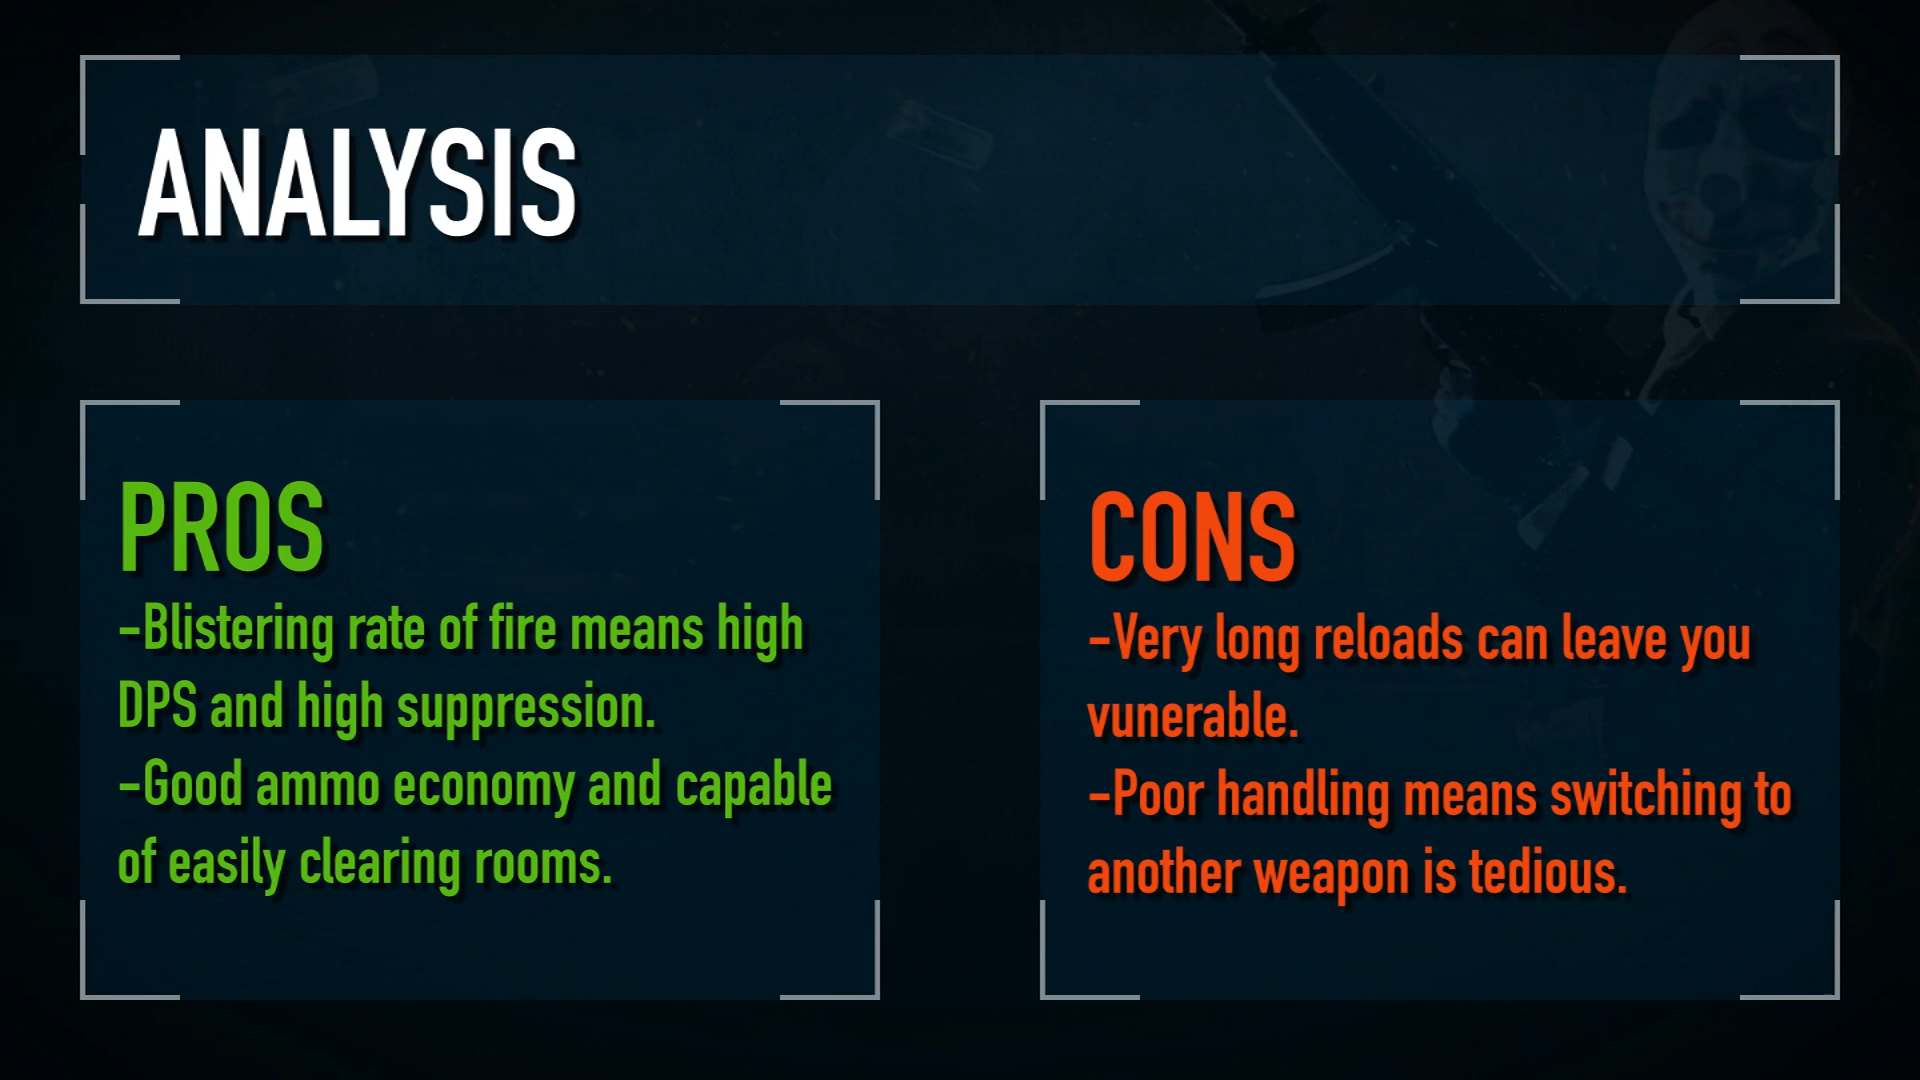 ANALYSIS
PROS
-Blistering rate of fire means high
DPS and high suppression.
-Good ammo economy and capable
of easily clearing rooms.
CONS
-Very long reloads can leave you
vunerable.
-Poor handling means switching to
another weapon is tedious.